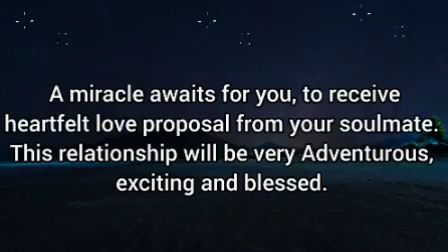 A miracle awaits for you, to receive
heartfelt love proposal from your soulmate.
This relationship will be very Adventurous,
exciting and blessed.